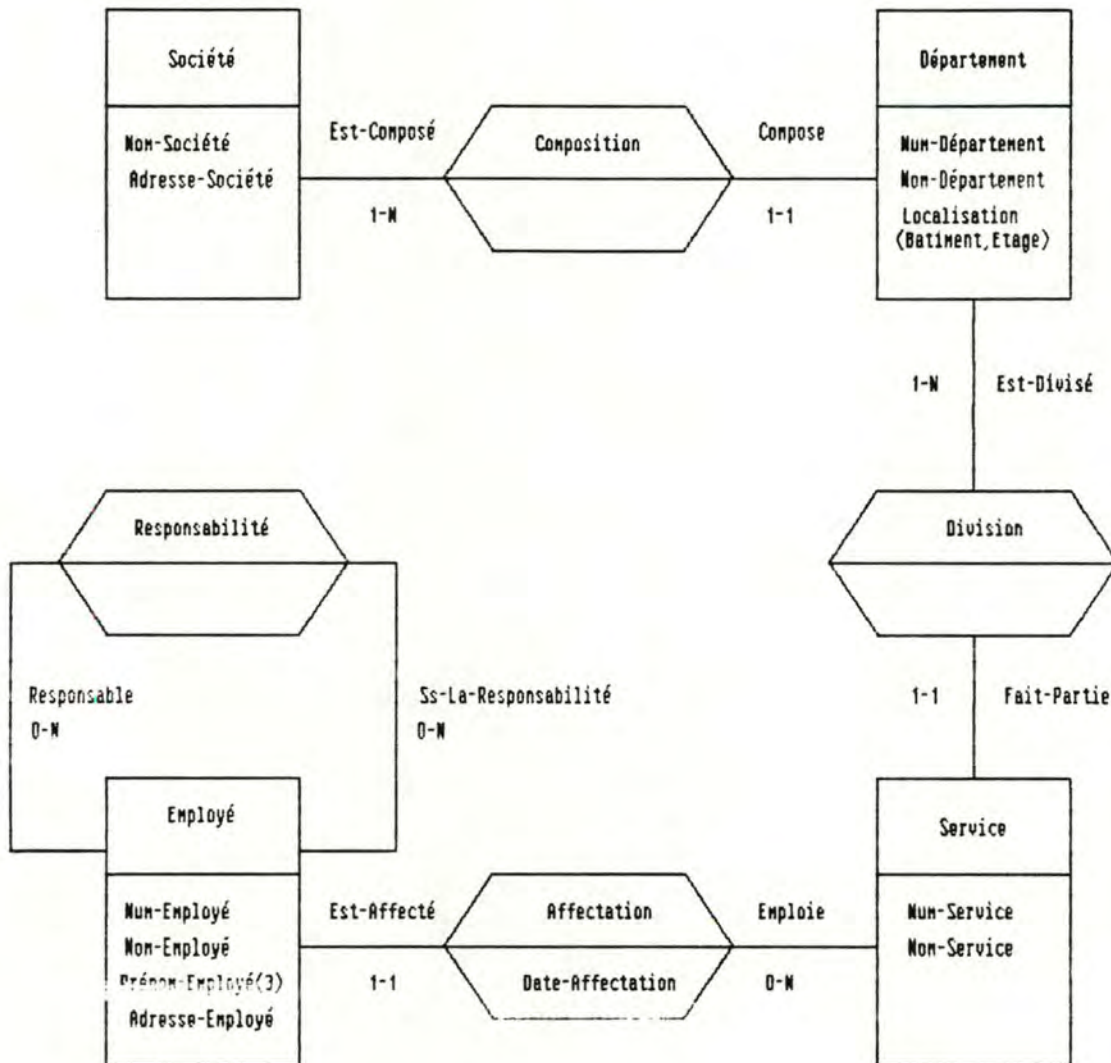 Société
Nom-Société
Adresse-Société
Est-Composé
1-N
Composition
Compose
1-1
Département
Num-Département
Nom-Département
Localisation
(Batiment,Etage)
1-N
Est-Divisé
Division
1-1
Fait-Partie
Responsabilité
Responsable
0-N
Ss-La-Responsabilité
0-N
Employé
Num-Employé
Nom-Employé
Prénom-Employé(3)
Adresse-Employé
Est-Affecté
1-1
Affectation
Date-Affectation
Emploie
0-N
Service
Num-Service
Nom-Service